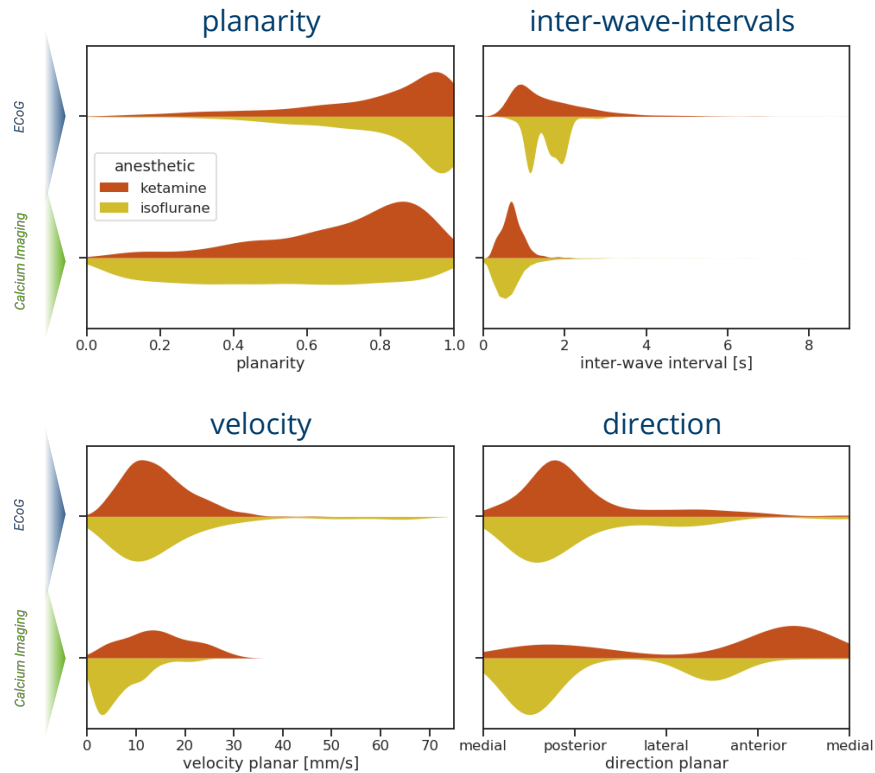 planarity
inter-wave-intervals
ECoG
Calcium Imaging
anesthetic
ketamine
isoflurane
0.0 0.2 0.4 0.6 0.8 1.0
planarity
0 2 4 6 8
inter-wave interval [s]
velocity
direction
ECoG
Calcium Imaging
0 10 20 30 40 50 60 70
velocity planar [mm/s]
medial posterior lateral anterior medial
direction planar